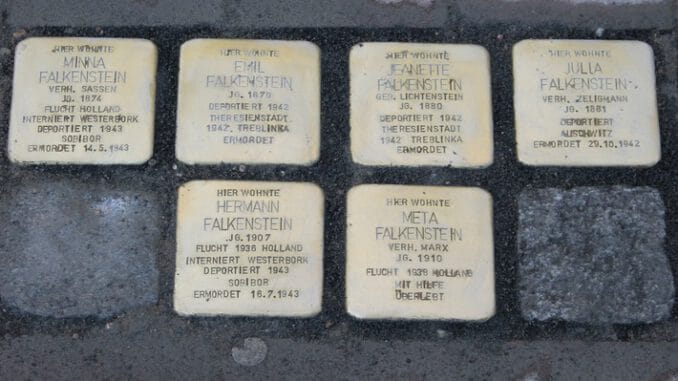 HIER WOHNTE
MINNA
FALKENSTEIN
VERH. SASSEN
JG. 1874
FLUCHT HOLLAND
INTERNIERT WESTERBORK
DEPORTIERT 1943
SOBIBOR
ERMORDET 14.5.1943
HIER WOHNTE
EMIL
FALKENSTEIN
JG. 1870
DEPORTIERT 1942
THERESIENSTADT
1942 TREBLINKA
ERMORDET
HIER WOHNTE
JEANETTE
FALKENSTEIN
GEB. LICHTENSTEIN
JG. 1880
DEPORTIERT 1942
THERESIENSTADT
1942 TREBLINKA
ERMORDET
HIER WOHNTE
JULIA
FALKENSTEIN
VERH. ZELIGMANN
JG. 1881
DEPORTIERT
AUSCHWITZ
ERMORDET 29.10.1942
HIER WOHNTE
HERMANN
FALKENSTEIN
JG. 1907
FLUCHT 1936 HOLLAND
INTERNIERT WESTERBORK
DEPORTIERT 1943
SOBIBOR
ERMORDET 16.7.1943
HIER WOHNTE
META
FALKENSTEIN
VERH. MARX
JG. 1910
FLUCHT 1938 HOLLAND
MIT HILFE
ÜBERLEBT